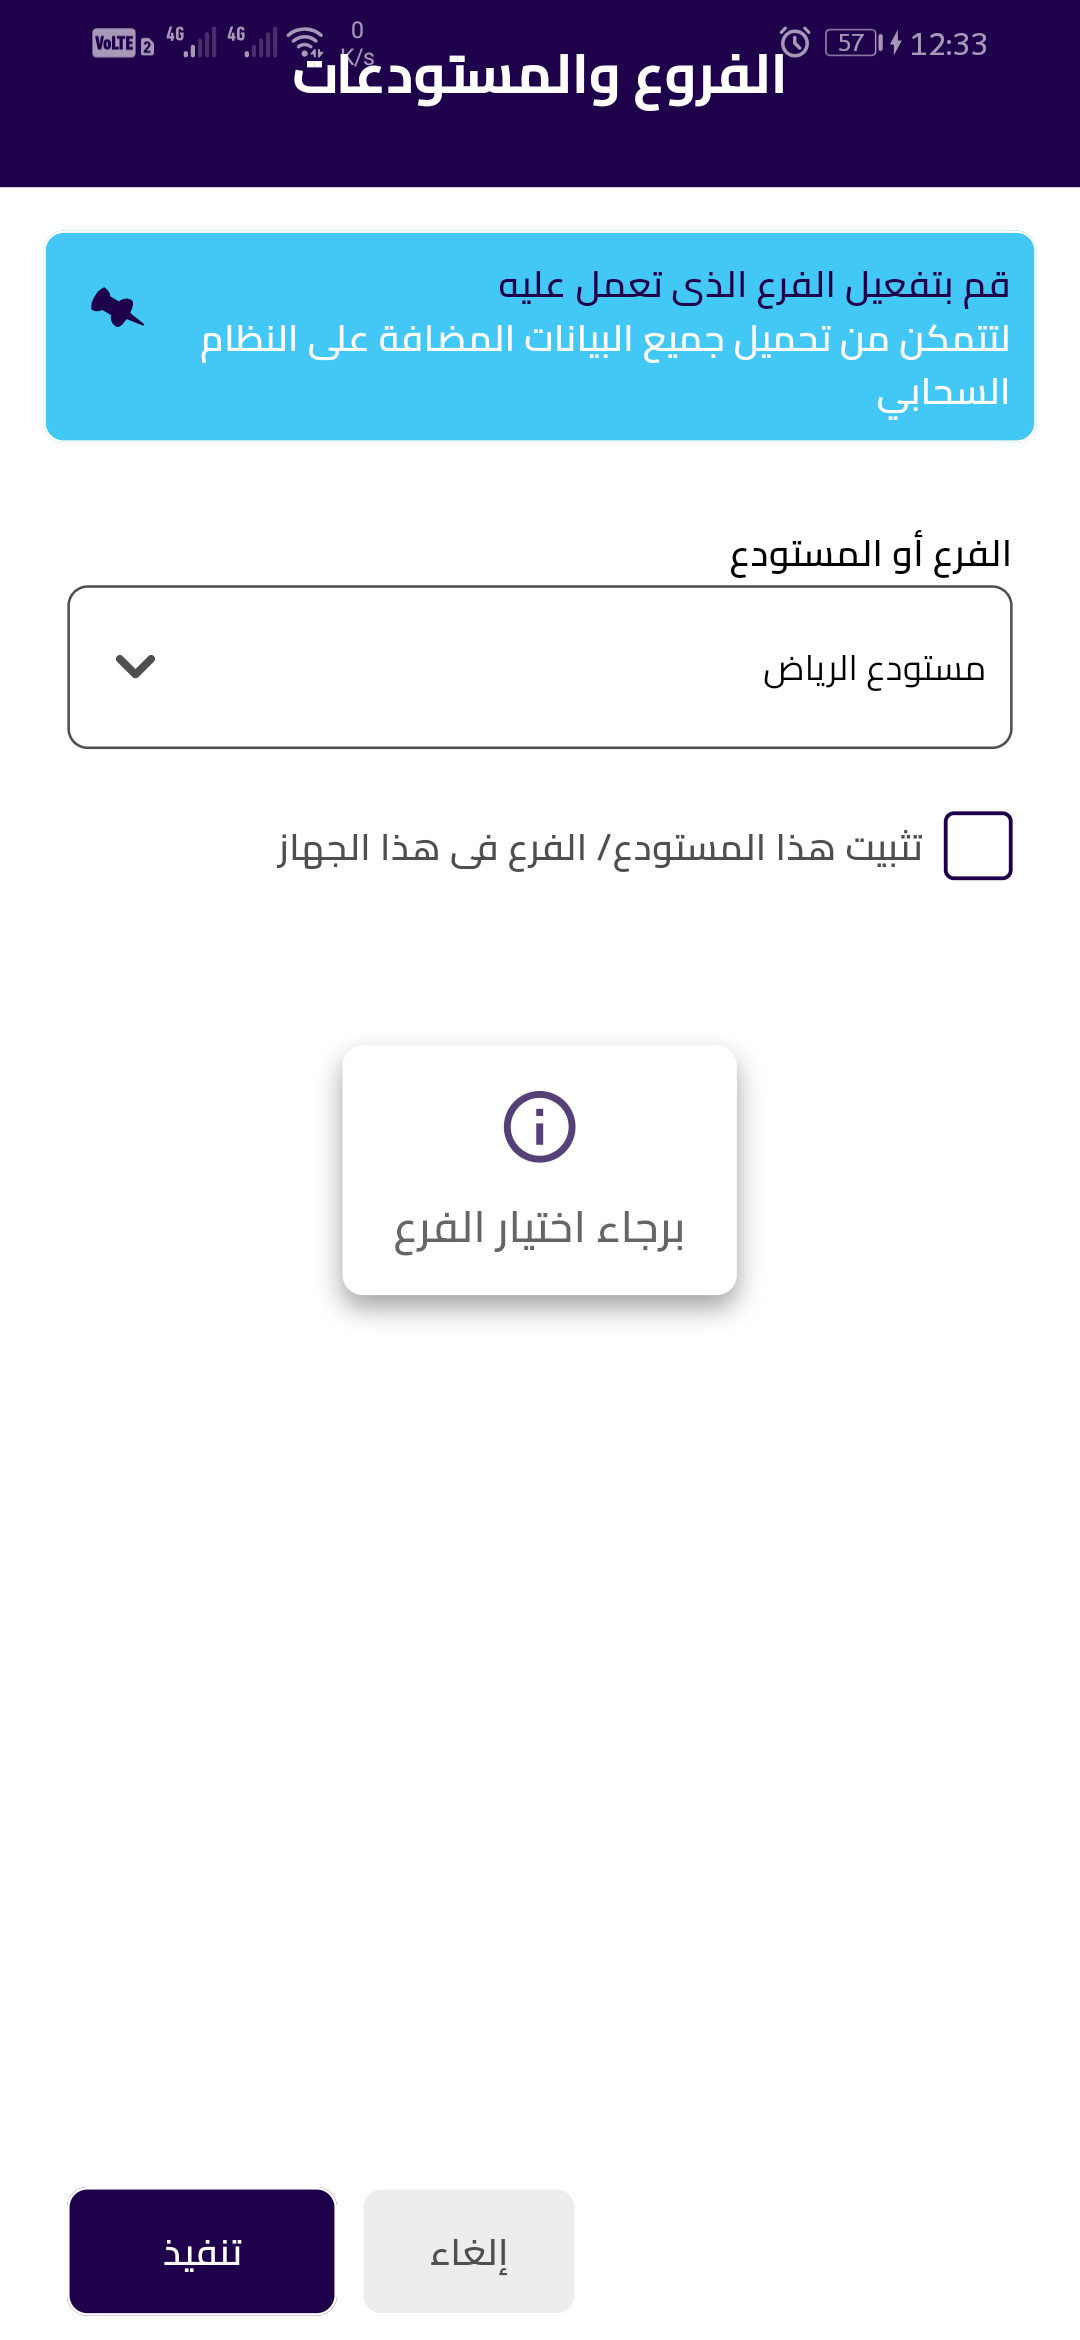 VoLTE 2 4G 4G 0 K/s 57 12:33
الفروع والمستودعات
قم بتفعيل الفرع الذى تعمل عليه
لتتمكن من تحميل جميع البيانات المضافة على النظام
السحابي
الفرع أو المستودع
مستودع الرياض
تثبيت هذا المستودع/ الفرع فى هذا الجهاز
برجاء اختيار الفرع
إلغاء
تنفيذ